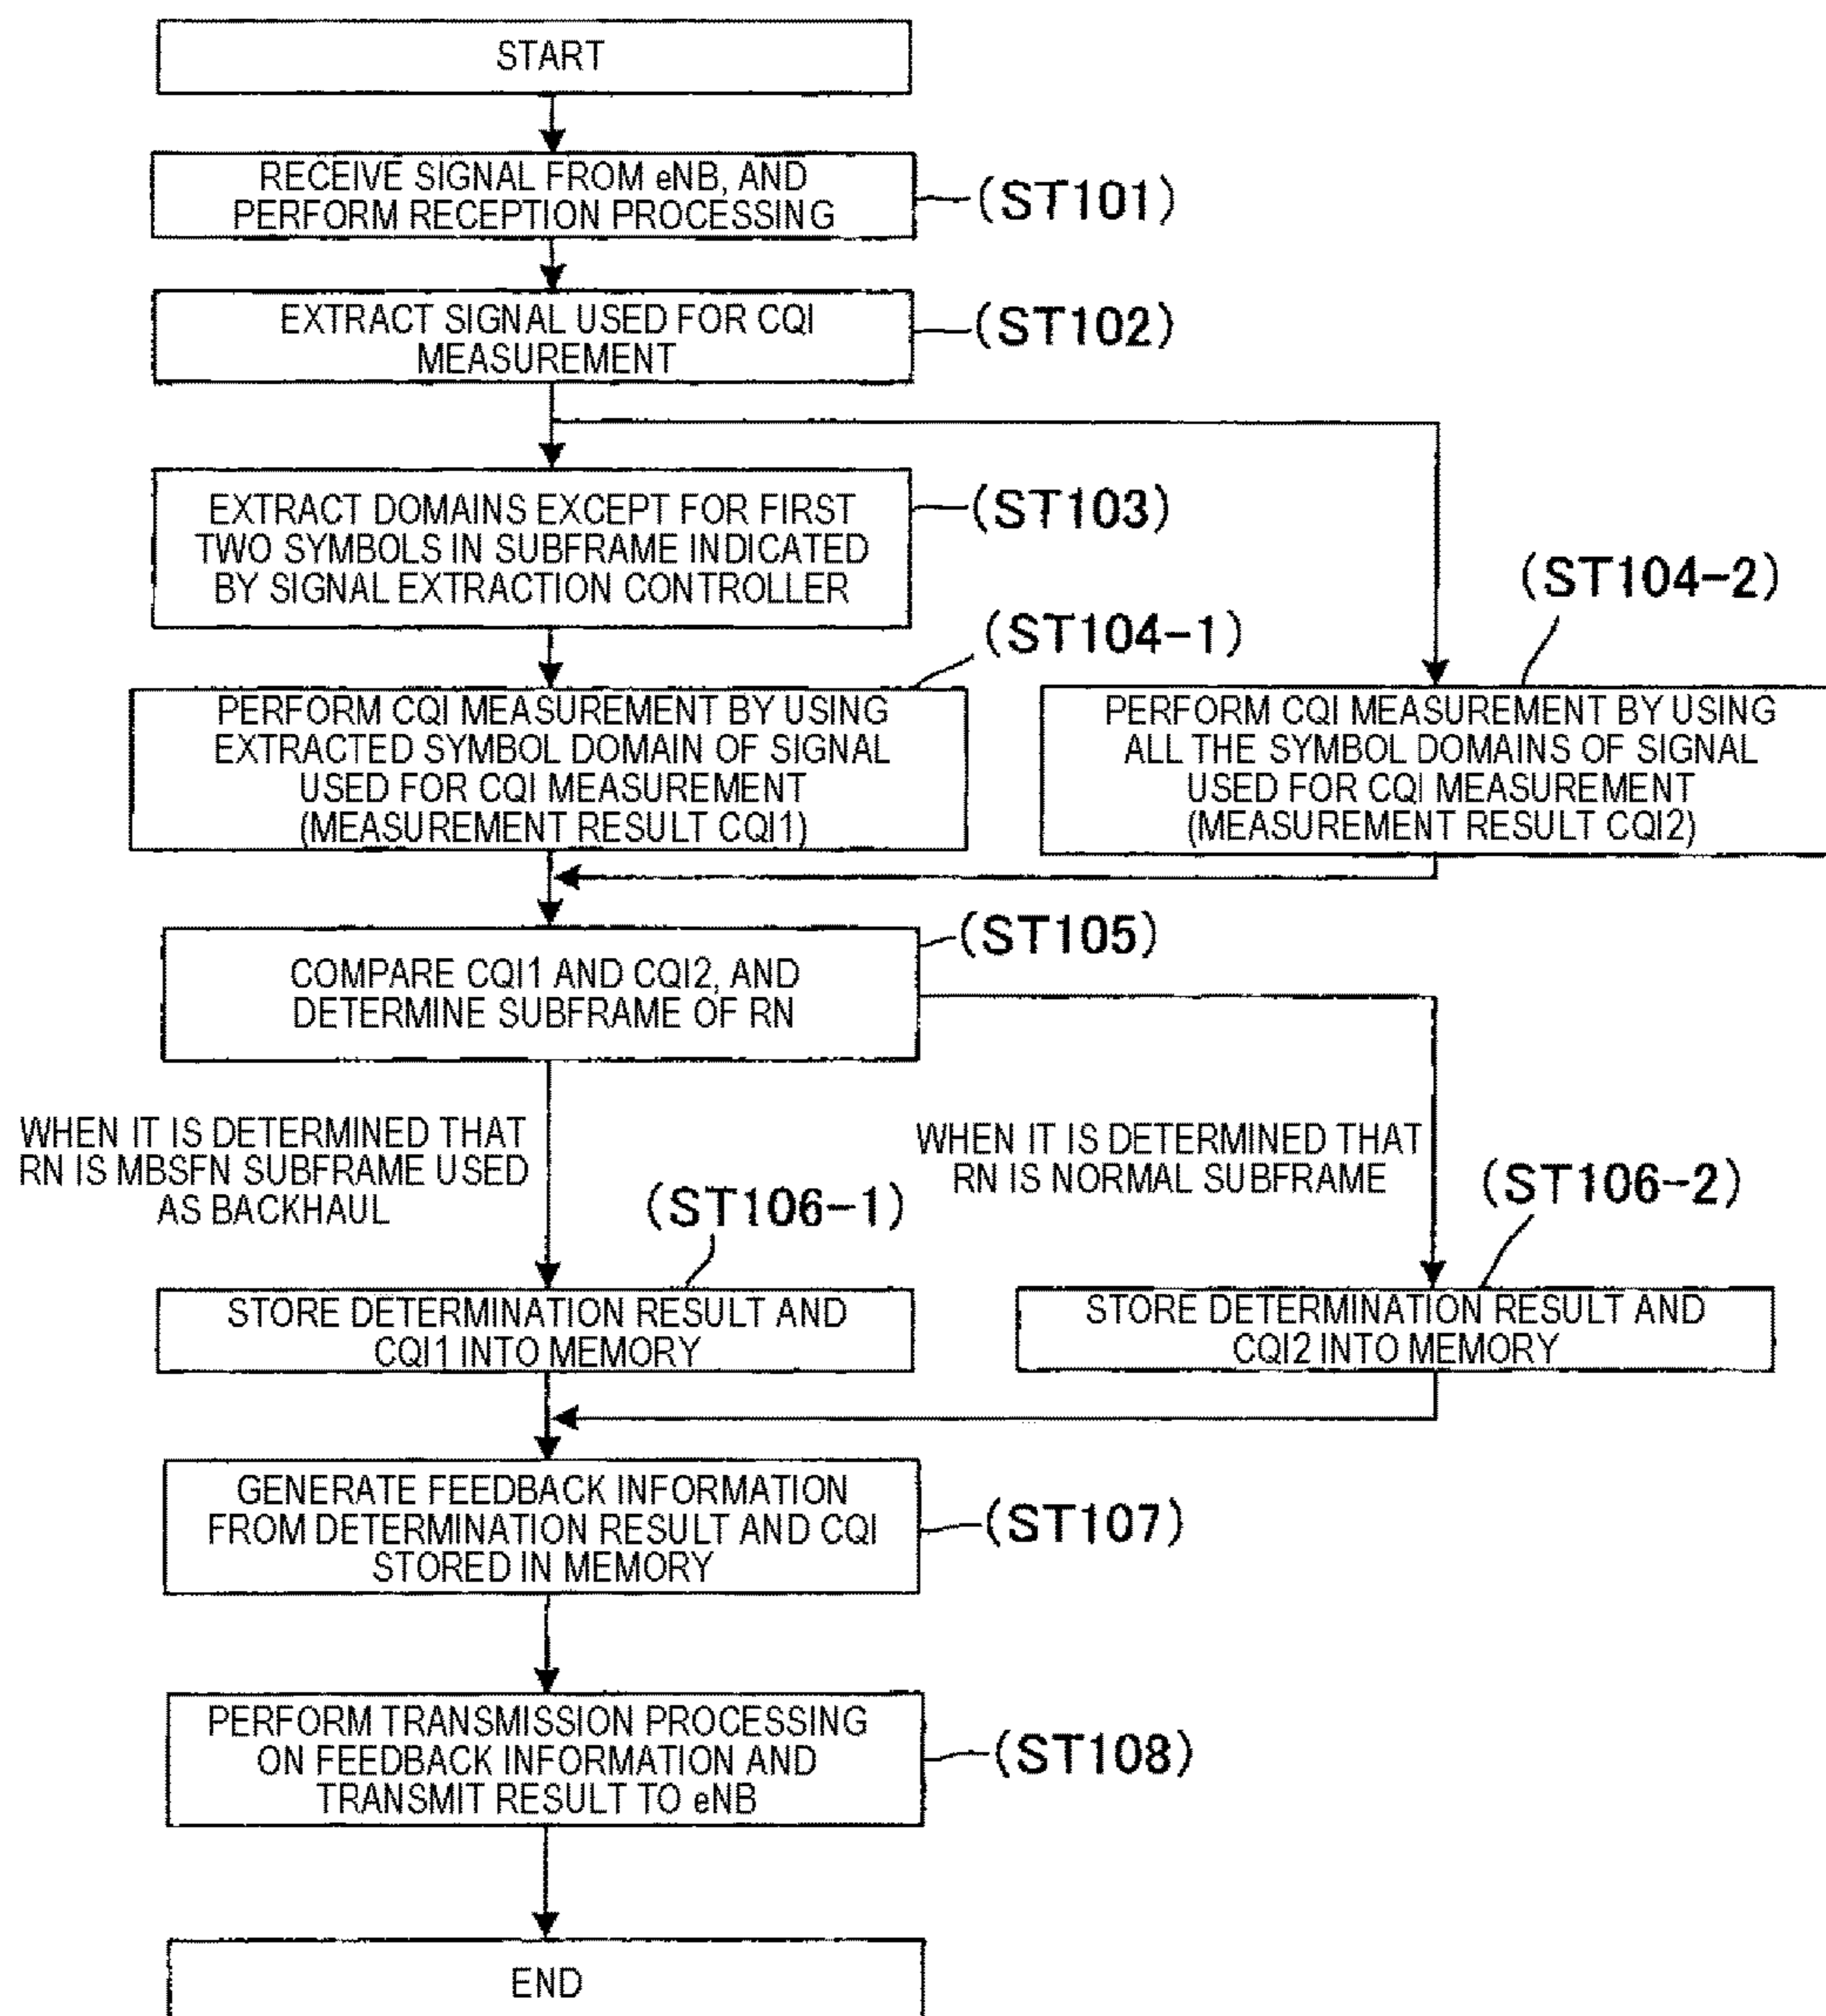 START
RECEIVE SIGNAL FROM eNB, AND
PERFORM RECEPTION PROCESSING
(ST101)
EXTRACT SIGNAL USED FOR CQI
MEASUREMENT
(ST102)
EXTRACT DOMAINS EXCEPT FOR FIRST
TWO SYMBOLS IN SUBFRAME INDICATED
BY SIGNAL EXTRACTION CONTROLLER
(ST103)
(ST104-1)
PERFORM CQI MEASUREMENT BY USING
EXTRACTED SYMBOL DOMAIN OF SIGNAL
USED FOR CQI MEASUREMENT
(MEASUREMENT RESULT CQI1)
(ST104-2)
PERFORM CQI MEASUREMENT BY USING
ALL THE SYMBOL DOMAINS OF SIGNAL
USED FOR CQI MEASUREMENT
(MEASUREMENT RESULT CQI2)
COMPARE CQI1 AND CQI2, AND
DETERMINE SUBFRAME OF RN
(ST105)
WHEN IT IS DETERMINED THAT
RN IS MBSFN SUBFRAME USED
AS BACKHAUL
WHEN IT IS DETERMINED THAT
RN IS NORMAL SUBFRAME
(ST106-1)
STORE DETERMINATION RESULT AND
CQI1 INTO MEMORY
(ST106-2)
STORE DETERMINATION RESULT AND
CQI2 INTO MEMORY
GENERATE FEEDBACK INFORMATION
FROM DETERMINATION RESULT AND CQI
STORED IN MEMORY
(ST107)
PERFORM TRANSMISSION PROCESSING
ON FEEDBACK INFORMATION AND
TRANSMIT RESULT TO eNB
(ST108)
END